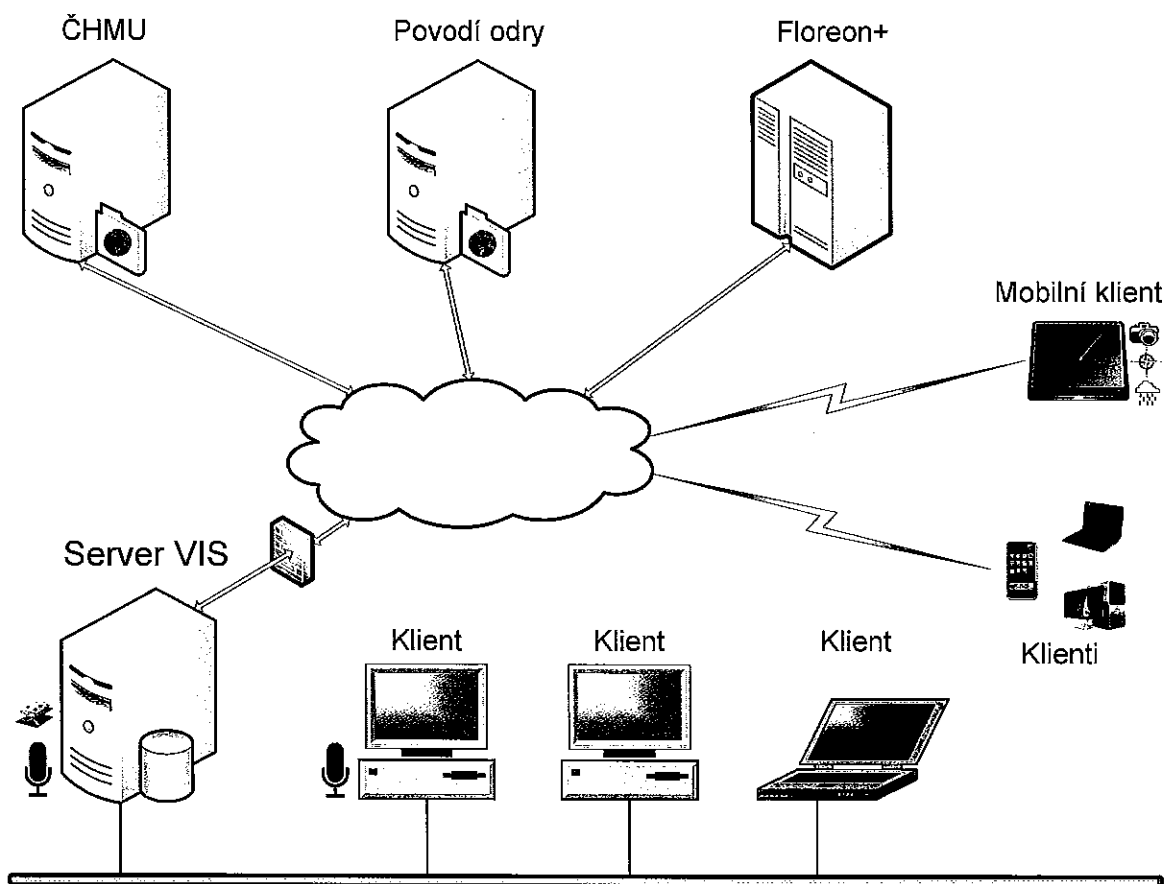 ČHMU
Povodí odry
Floreon+
Mobilní klient
Server VIS
Klient
Klient
Klient
Klienti